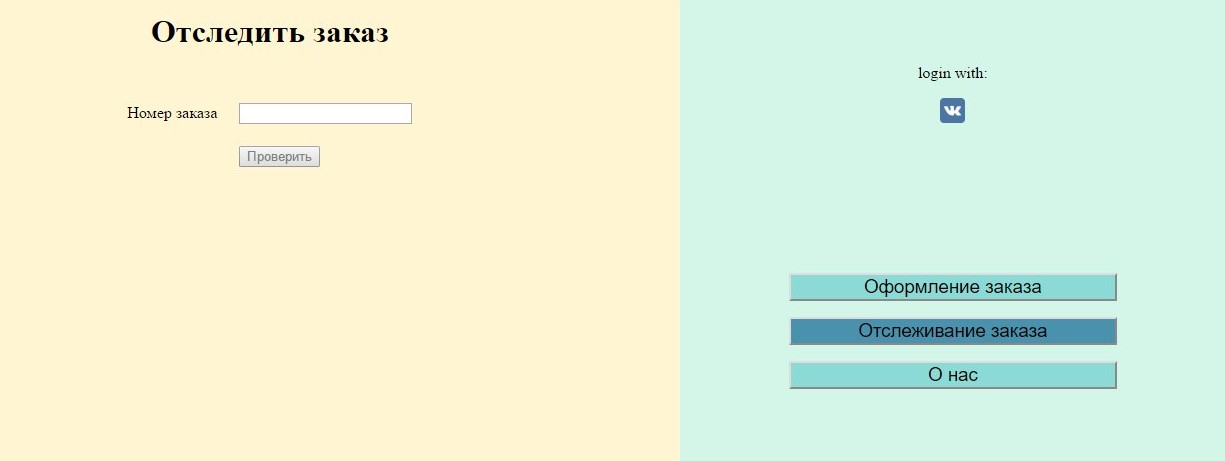 Отследить заказ
Номер заказа
Проверить
login with:
Оформление заказа
Отслеживание заказа
О нас